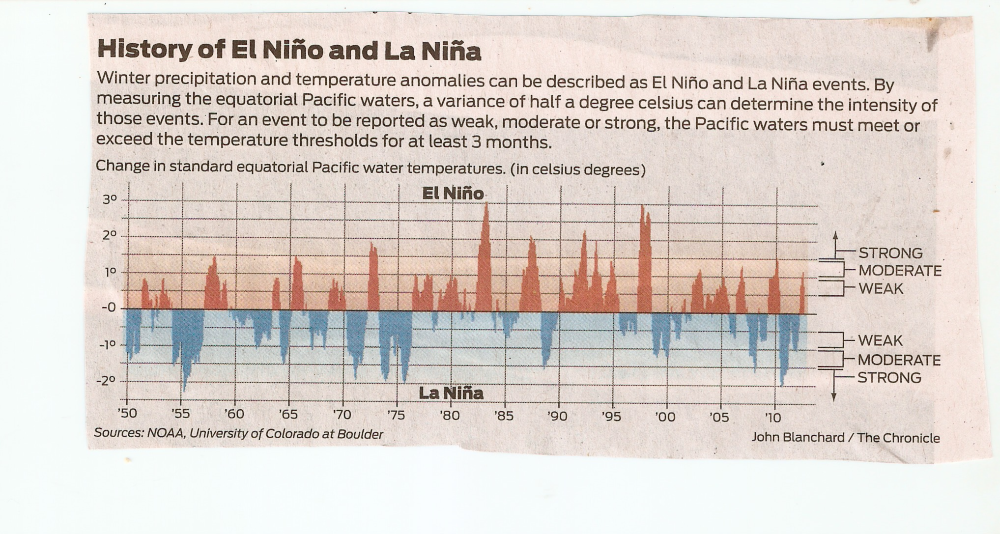 History of El Niño and La Niña
Winter precipitation and temperature anomalies can be described as El Niño and La Niña events. By
measuring the equatorial Pacific waters, a variance of half a degree celsius can determine the intensity of
those events. For an event to be reported as weak, moderate or strong, the Pacific waters must meet or
exceed the temperature thresholds for at least 3 months.
Change in standard equatorial Pacific water temperatures. (in celsius degrees)
El Niño
3º
2º
1º
-0
-1º
-2º
STRONG
MODERATE
WEAK
WEAK
MODERATE
STRONG
La Niña
'50 '55 '60 '65 '70 '75 '80 '85 '90 '95 '00 '05 '10
Sources: NOAA, University of Colorado at Boulder
John Blanchard / The Chronicle